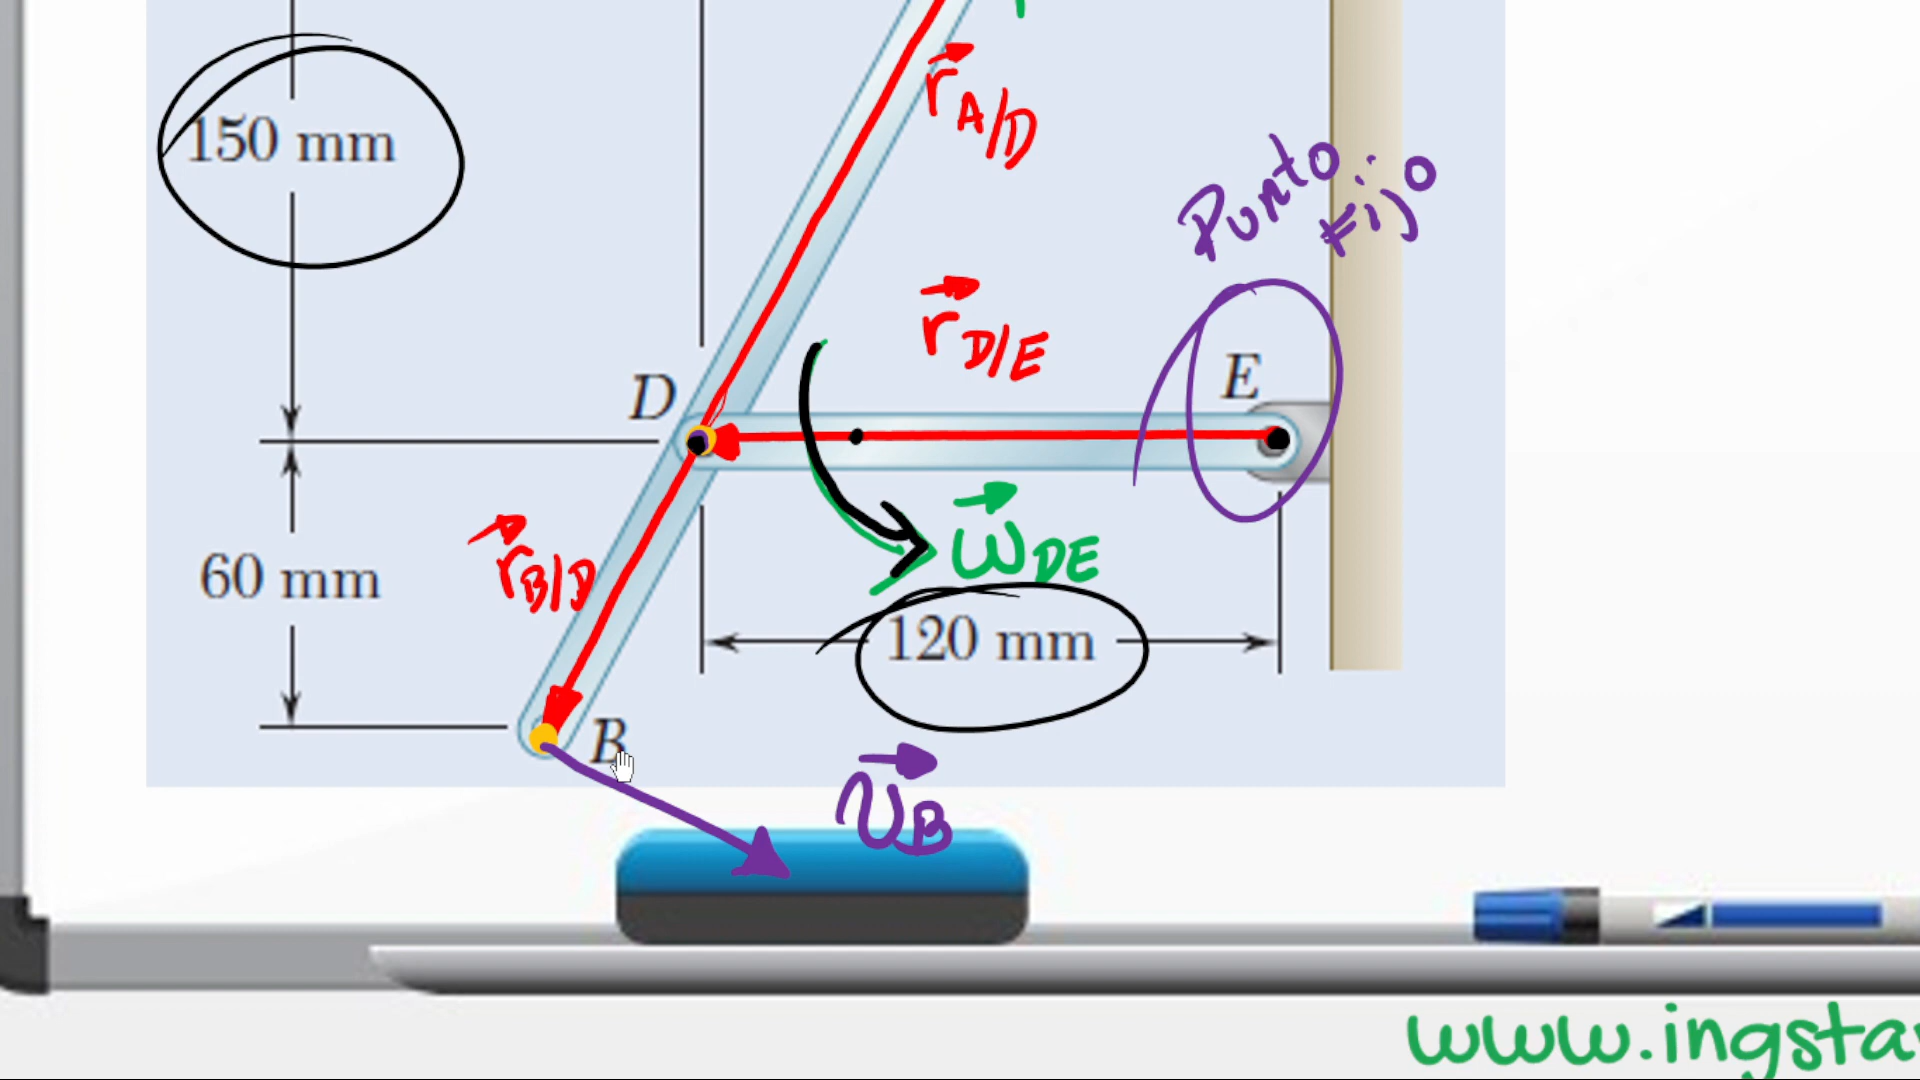 r A/D
150 mm
Punto
Fijo
r D/E
D
E
r B/D
ω DE
60 mm
120 mm
B
v B
www.ingsta